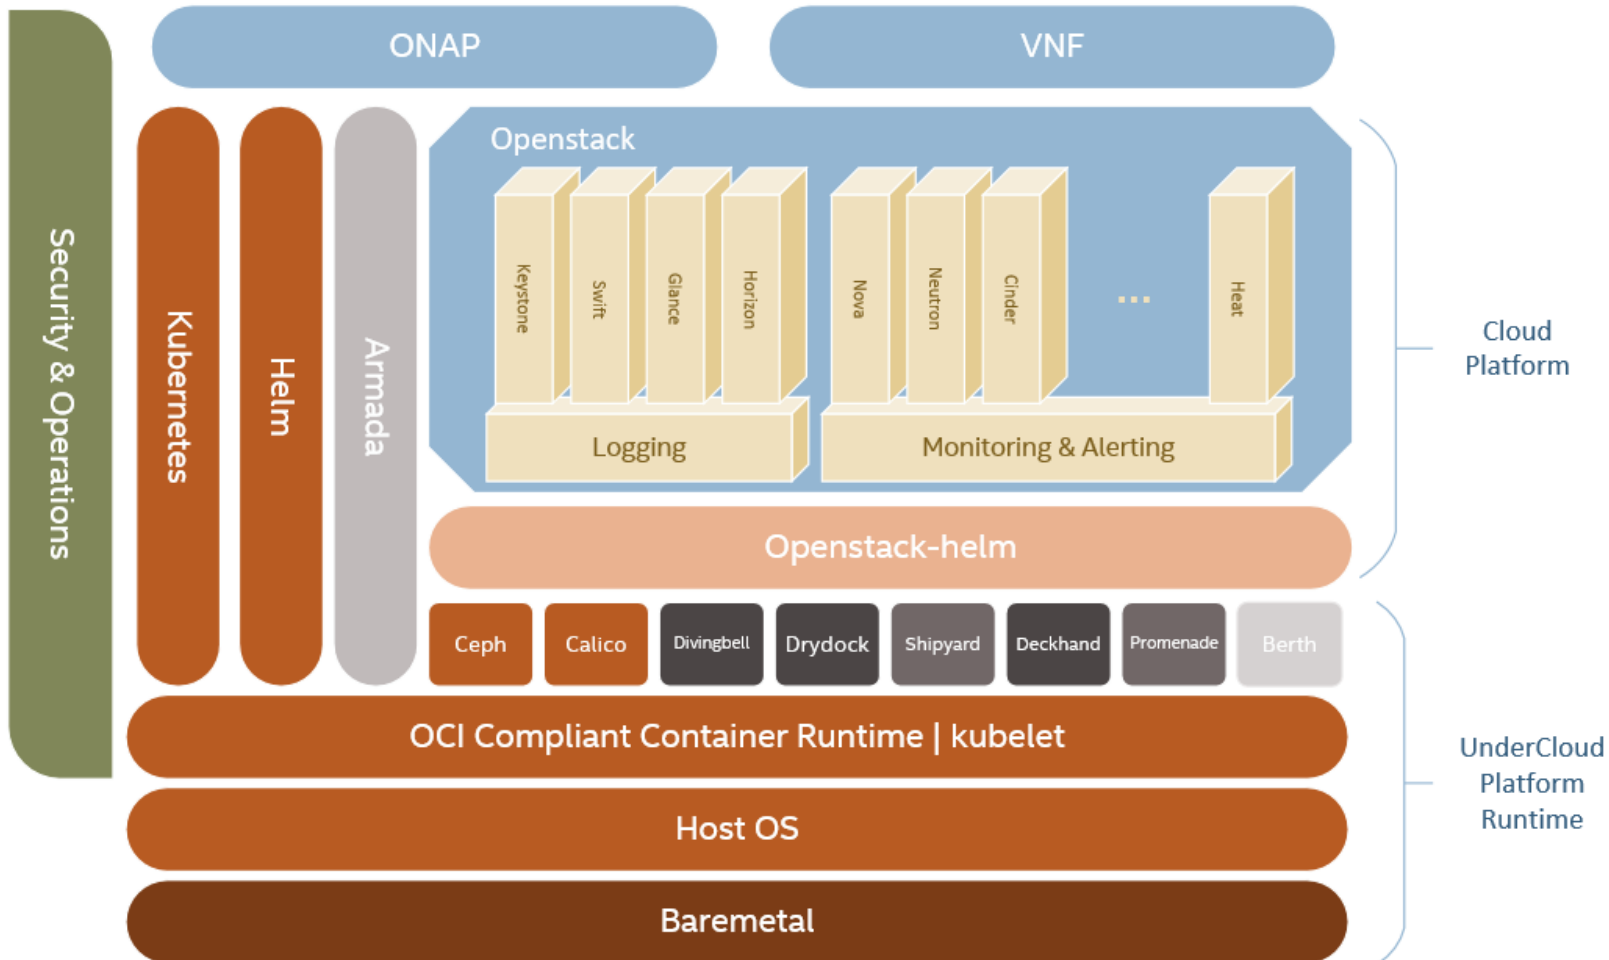 ONAP
VNF
Security & Operations
Kubernetes
Helm
Armada
Openstack
Keystone
Swift
Glance
Horizon
Nova
Neutron
Cinder
...
Heat
Logging
Monitoring & Alerting
Cloud
Platform
Openstack-helm
Ceph
Calico
Divingbell
Drydock
Shipyard
Deckhand
Promenade
Berth
OCI Compliant Container Runtime | kubelet
UnderCloud
Platform
Runtime
Host OS
Baremetal